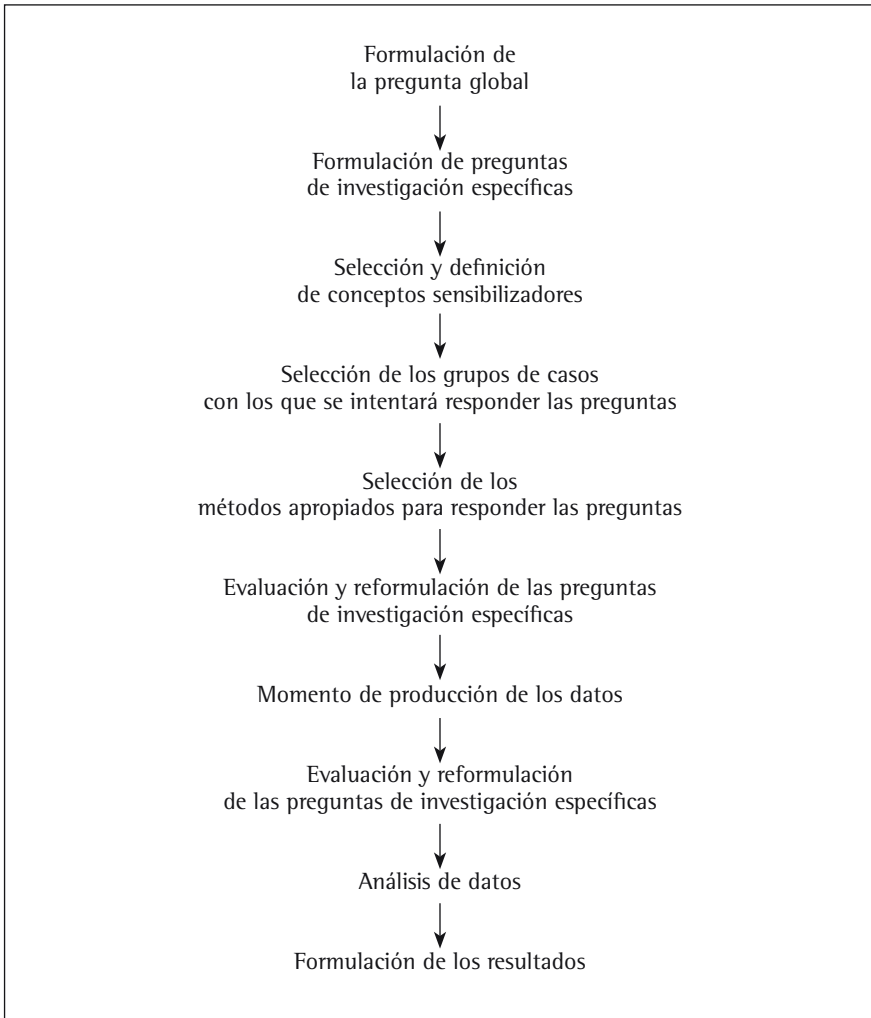 Formulación de
la pregunta global
Formulación de preguntas
de investigación específicas
Selección y definición
de conceptos sensibilizadores
Selección de los grupos de casos
con los que se intentará responder las preguntas
Selección de los
métodos apropiados para responder las preguntas
Evaluación y reformulación de las preguntas
de investigación específicas
Momento de producción de los datos
Evaluación y reformulación
de las preguntas de investigación específicas
Análisis de datos
Formulación de los resultados